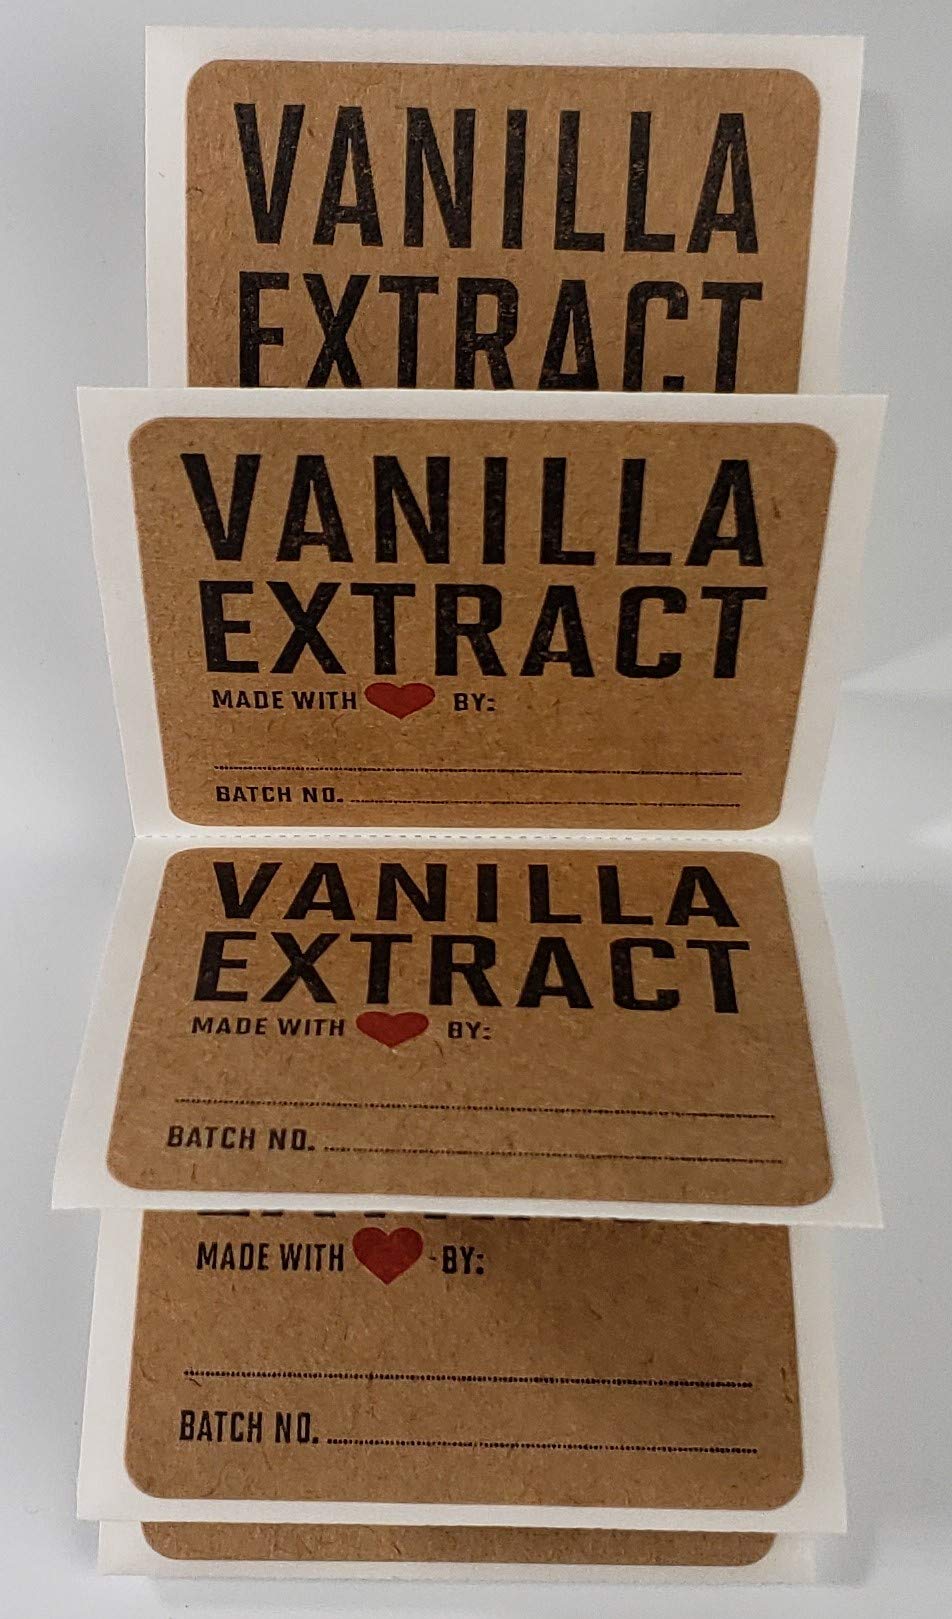 VANILLA
EXTRACT
VANILLA
EXTRACT
MADE WITH ❤ BY:
BATCH NO.
VANILLA
EXTRACT
MADE WITH ❤ BY:
BATCH NO.
MADE WITH ❤ BY:
BATCH NO.